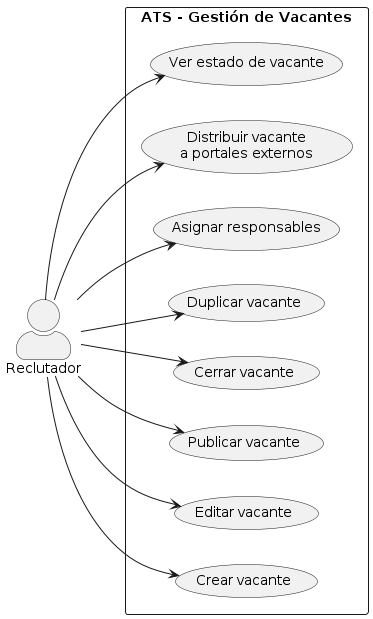 ATS - Gestión de Vacantes
Ver estado de vacante
Distribuir vacante
a portales externos
Asignar responsables
Duplicar vacante
Reclutador
Cerrar vacante
Publicar vacante
Editar vacante
Crear vacante